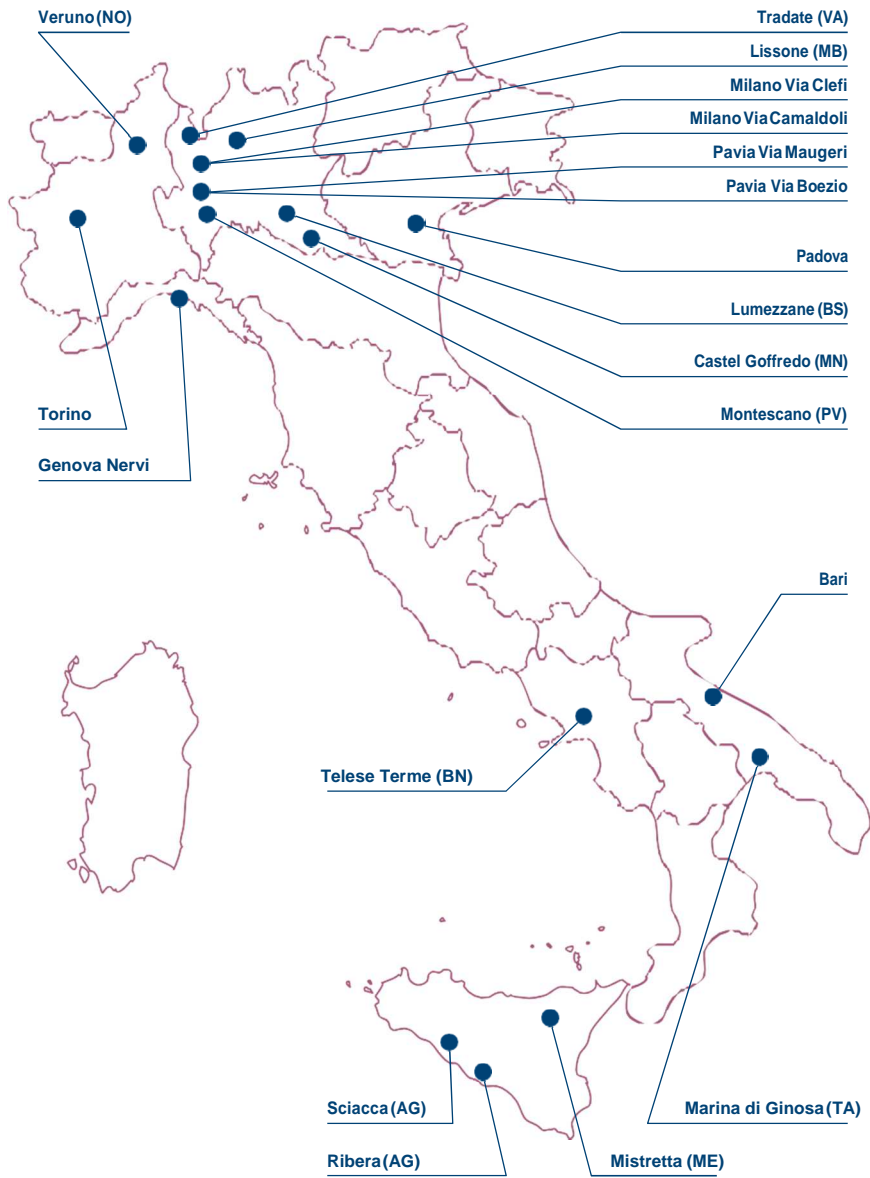 Veruno (NO)
Tradate (VA)
Lissone (MB)
Milano Via Clefi
Milano Via Camaldoli
Pavia Via Maugeri
Pavia Via Boezio
Padova
Lumezzane (BS)
Castel Goffredo (MN)
Montescano (PV)
Torino
Genova Nervi
Bari
Telese Terme (BN)
Sciacca (AG)
Marina di Ginosa (TA)
Ribera (AG)
Mistretta (ME)